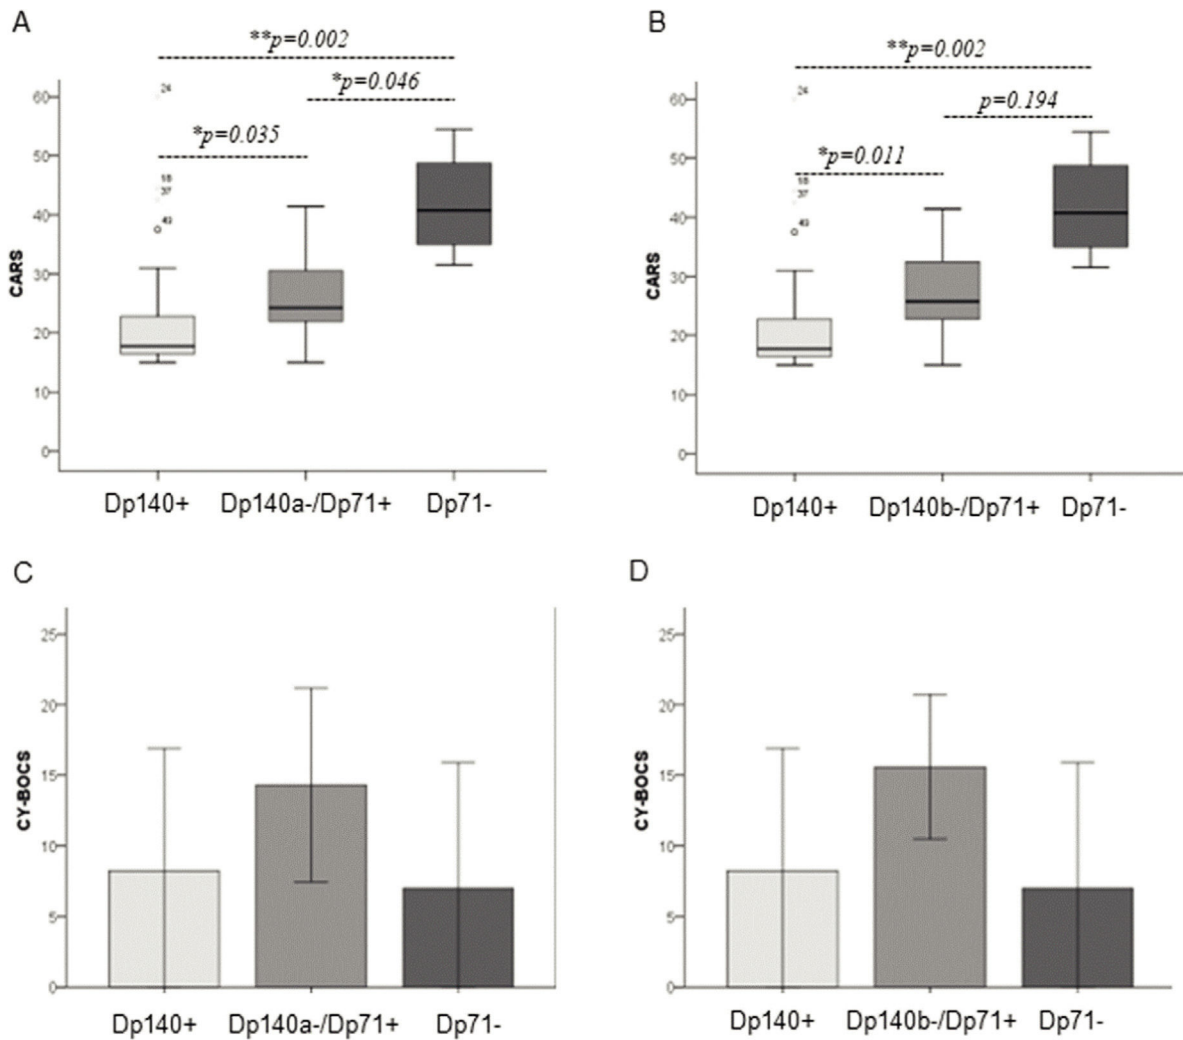 A
**p=0.002
*p=0.046
*p=0.035
60
50
40
30
20
10
0
24
18
37
49
CARS
Dp140+ Dp140a-/Dp71+ Dp71-
B
**p=0.002
p=0.194
*p=0.011
60
50
40
30
20
10
0
24
18
37
49
CARS
Dp140+ Dp140b-/Dp71+ Dp71-
C
25
20
15
10
5
0
CY-BOCS
Dp140+ Dp140a-/Dp71+ Dp71-
D
25
20
15
10
5
0
CY-BOCS
Dp140+ Dp140b-/Dp71+ Dp71-